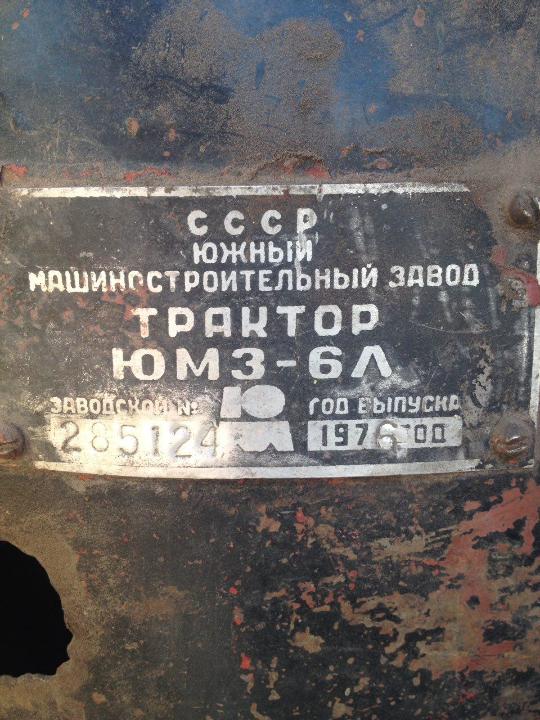 СССР
ЮЖНЫЙ
МАШИНОСТРОИТЕЛЬНЫЙ ЗАВОД
ТРАКТОР
ЮМЗ-6Л
ЗАВОДСКОЙ № Ю ГОД ВЫПУСКА
285124 1976 ГОД